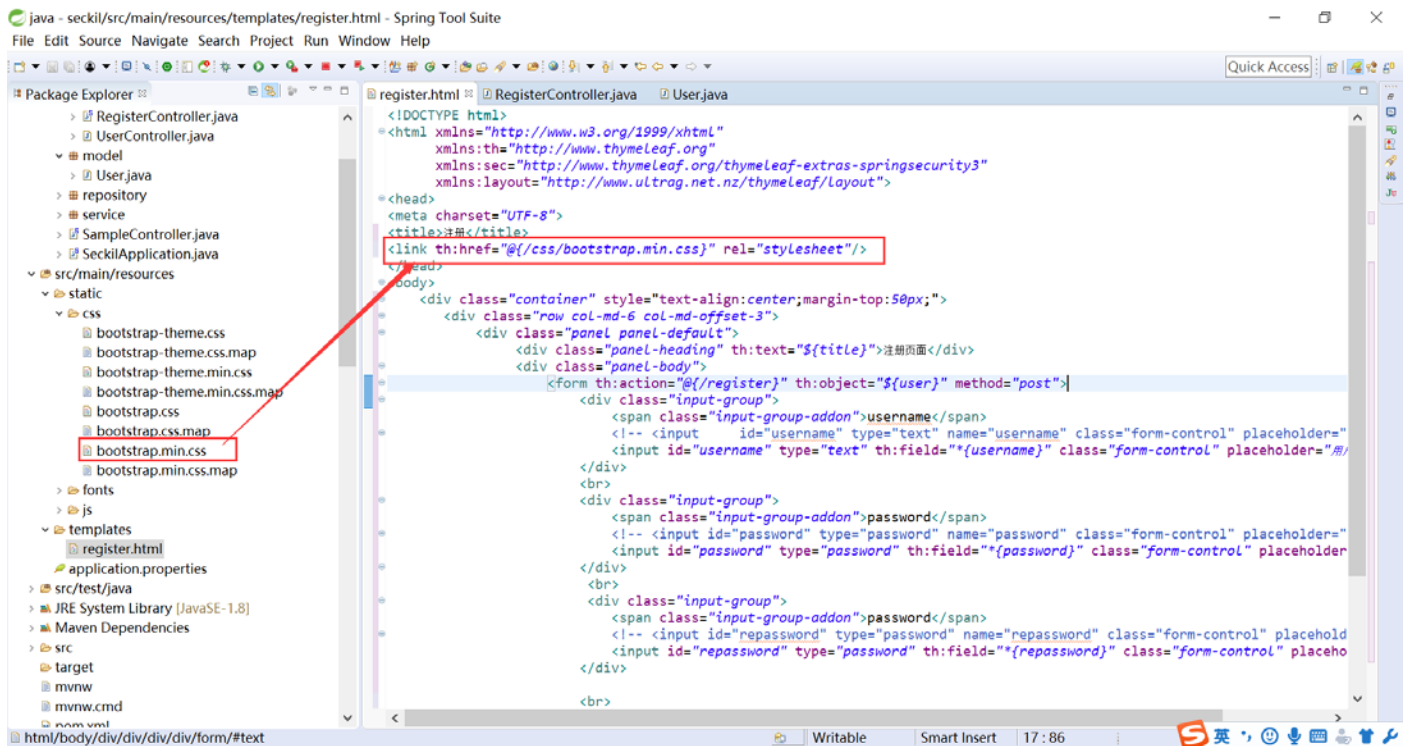 java - seckil/src/main/resources/templates/register.html - Spring Tool Suite
File Edit Source Navigate Search Project Run Window Help
Quick Access
Package Explorer
RegisterController.java
UserController.java
model
User.java
repository
service
SampleController.java
SeckilApplication.java
src/main/resources
static
css
bootstrap-theme.css
bootstrap-theme.css.map
bootstrap-theme.min.css
bootstrap-theme.min.css.map
bootstrap.css
bootstrap.css.map
bootstrap.min.css
bootstrap.min.css.map
fonts
js
templates
register.html
application.properties
src/test/java
JRE System Library [JavaSE-1.8]
Maven Dependencies
src
target
mvnw
mvnw.cmd
pom.xml
register.html RegisterController.java User.java
<!DOCTYPE html>
<html xmlns="http://www.w3.org/1999/xhtml"
xmlns:th="http://www.thymeleaf.org"
xmlns:sec="http://www.thymeleaf.org/thymeleaf-extras-springsecurity3"
xmlns:layout="http://www.ultrag.net.nz/thymeleaf/layout">
<head>
<meta charset="UTF-8">
<title>注册</title>
<link th:href="@{/css/bootstrap.min.css}" rel="stylesheet"/>
</head>
<body>
<div class="container" style="text-align:center;margin-top:50px;">
<div class="row col-md-6 col-md-offset-3">
<div class="panel panel-default">
<div class="panel-heading" th:text="${title}">注册页面</div>
<div class="panel-body">
<form th:action="@{/register}" th:object="${user}" method="post">
<div class="input-group">
<span class="input-group-addon">username</span>
<!-- <input id="username" type="text" name="username" class="form-control" placeholder="
<input id="username" type="text" th:field="*{username}" class="form-control" placeholder="用
</div>
<br>
<div class="input-group">
<span class="input-group-addon">password</span>
<!-- <input id="password" type="password" name="password" class="form-control" placeholder="
<input id="password" type="password" th:field="*{password}" class="form-control" placeholder
</div>
<br>
<div class="input-group">
<span class="input-group-addon">password</span>
<!-- <input id="repassword" type="password" name="repassword" class="form-control" placehold
<input id="repassword" type="password" th:field="*{repassword}" class="form-control" placeho
</div>
<br>
html/body/div/div/div/div/form/#text
Writable
Smart Insert
17 : 86
英